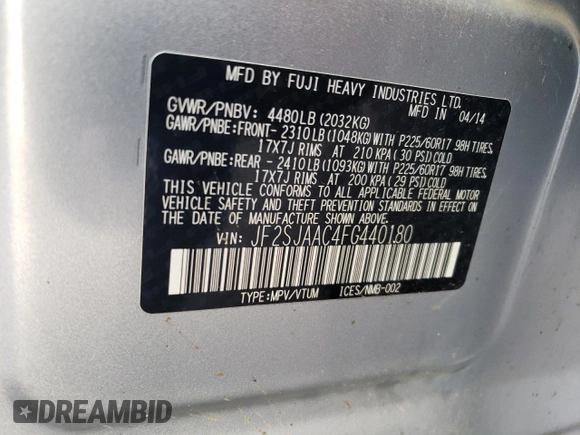 MFD BY FUJI HEAVY INDUSTRIES LTD.
MFD IN 04/14
GVWR/PNBV: 4480LB(2032KG)
GAWR/PNBE:FRONT-2310LB(1048KG)WITH P225/60R17 98H TIRES,
17X7J RIMS AT 210 KPA(30 PSI)COLD
GAWR/PNBE:REAR -2410LB(1093KG)WITH P225/60R17 98H TIRES,
17X7J RIMS AT 200 KPA(29 PSI)COLD
THIS VEHICLE CONFORMS TO ALL APPLICABLE FEDERAL MOTOR
VEHICLE SAFETY AND THEFT PREVENTION STANDARDS IN EFFECT ON
THE DATE OF MANUFACTURE SHOWN ABOVE.
VIN: JF2SJAAC4FG440180
TYPE:MPV/VTUM ICES/NMB-002
DREAMBID